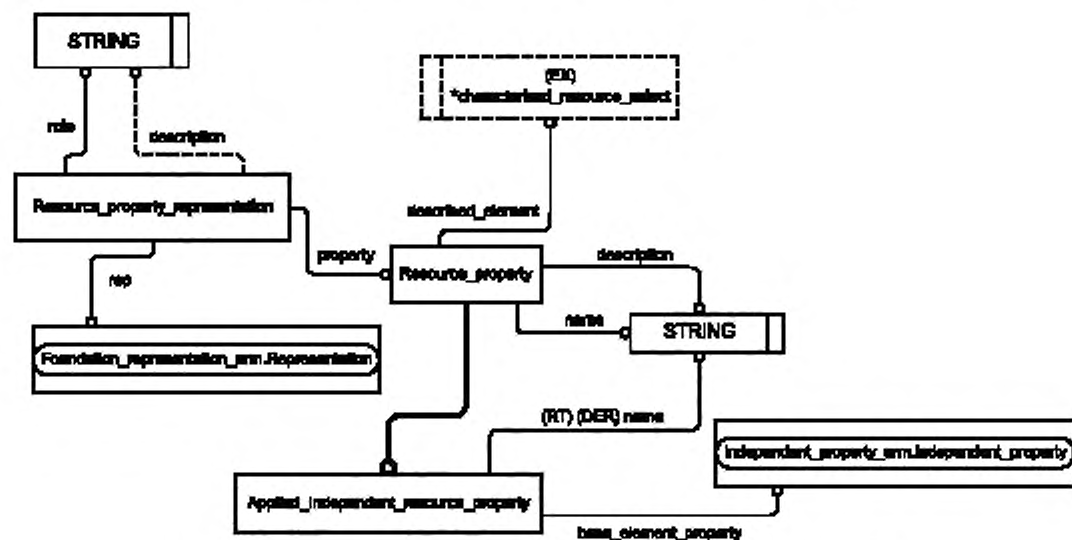 STRING
(EX)
*characterized_resource_select
role
description
Resource_property_representation
described_element
property
description
Resource_property
rep
name
STRING
Foundation_representation_arm.Representation
(RT) (DER) name
Independent_property_arm.Independent_property
Applied_independent_resource_property
base_element_property